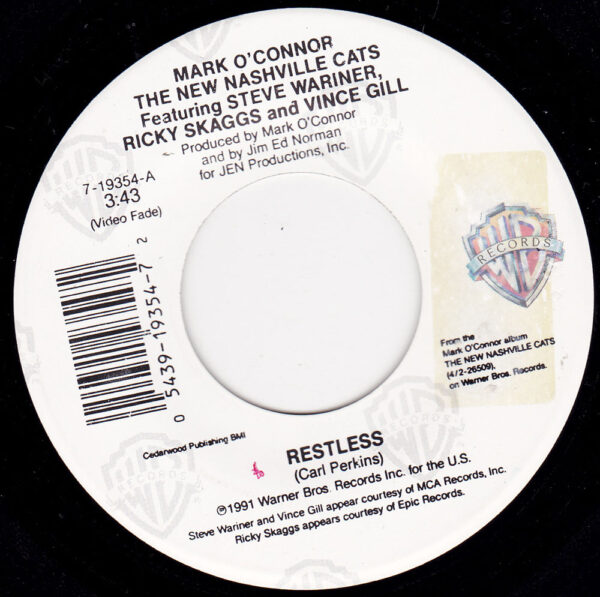 MARK O'CONNOR
THE NEW NASHVILLE CATS
Featuring STEVE WARINER,
RICKY SKAGGS and VINCE GILL
Produced by Mark O'Connor
and by Jim Ed Norman
for JEN Productions, Inc.
7-19354-A
3:43
(Video Fade)
0 5439-19354-7 2
WB
RECORDS
From the
Mark O'Connor album
THE NEW NASHVILLE CATS
(4/2-26509).
on Warner Bros. Records.
Cedarwood Publishing BMI
RESTLESS
(Carl Perkins)
℗1991 Warner Bros. Records Inc. for the U.S.
Steve Wariner and Vince Gill appear courtesy of MCA Records, Inc.
Ricky Skaggs appears courtesy of Epic Records.